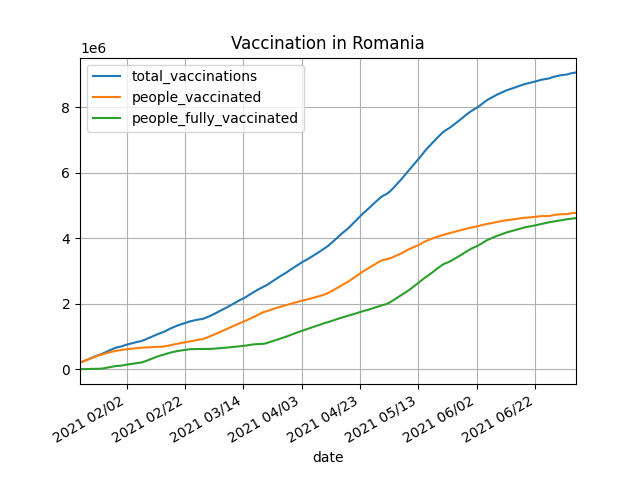 Vaccination in Romania
1e6
total_vaccinations
people_vaccinated
people_fully_vaccinated
8
6
4
2
0
2021 02/02
2021 02/22
2021 03/14
2021 04/03
2021 04/23
2021 05/13
2021 06/02
2021 06/22
date